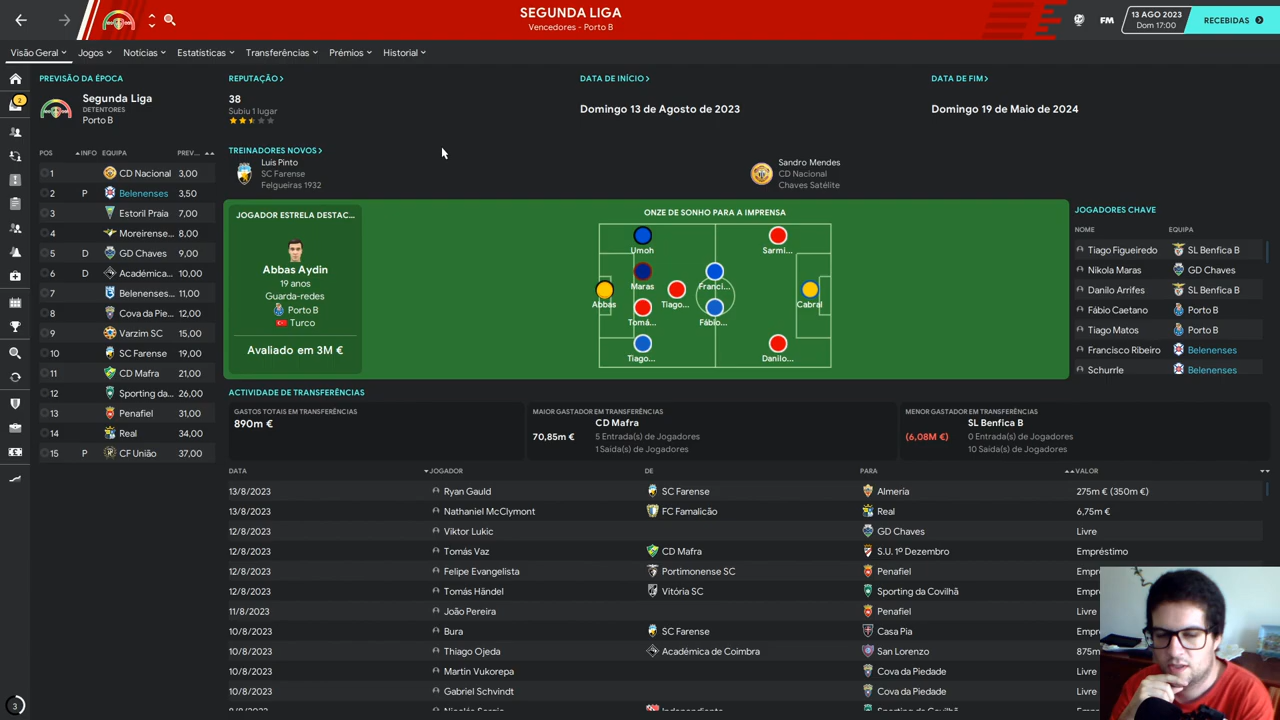 SEGUNDA LIGA
Vencedores - Porto B
FM
13 AGO 2023
Dom 17:00
RECEBIDAS
Visão Geral
Jogos
Notícias
Estatísticas
Transferências
Prémios
Historial
2
PREVISÃO DA ÉPOCA
Segunda Liga
DETENTORES
Porto B
REPUTAÇÃO
38
Subiu 1 lugar
DATA DE INÍCIO
Domingo 13 de Agosto de 2023
DATA DE FIM
Domingo 19 de Maio de 2024
TREINADORES NOVOS
Luís Pinto
SC Farense
Felgueiras 1932
Sandro Mendes
CD Nacional
Chaves Satélite
POS INFO EQUIPA PREV...
1 CD Nacional 3,00
2 P Belenenses 3,50
3 Estoril Praia 7,00
4 Moreirense... 8,00
5 D GD Chaves 9,00
6 D Académica... 10,00
7 Belenenses... 11,00
8 Cova da Pie... 12,00
9 Varzim SC 15,00
10 SC Farense 19,00
11 CD Mafra 21,00
12 Sporting da... 26,00
13 Penafiel 31,00
14 Real 34,00
15 P CF União 37,00
JOGADOR ESTRELA DESTAC...
Abbas Aydin
19 anos
Guarda-redes
Porto B
Turco
Avaliado em 3M €
ONZE DE SONHO PARA A IMPRENSA
Umoh
Sarmi...
Maras
Franci...
Abbas
Tiago...
Cabral
Tomá...
Fábio...
Tiago...
Danilo...
JOGADORES CHAVE
NOME EQUIPA
Tiago Figueiredo SL Benfica B
Nikola Maras GD Chaves
Danilo Arrifes SL Benfica B
Fábio Caetano Porto B
Tiago Matos Porto B
Francisco Ribeiro Belenenses
Schurrle Belenenses
ACTIVIDADE DE TRANSFERÊNCIAS
GASTOS TOTAIS EM TRANSFERÊNCIAS
890m €
MAIOR GASTADOR EM TRANSFERÊNCIAS
CD Mafra
70,85m €
5 Entrada(s) de Jogadores
1 Saída(s) de Jogadores
MENOR GASTADOR EM TRANSFERÊNCIAS
SL Benfica B
(6,08M €)
0 Entrada(s) de Jogadores
10 Saída(s) de Jogadores
DATA JOGADOR DE PARA VALOR
13/8/2023 Ryan Gauld SC Farense Almeria 275m € (350m €)
13/8/2023 Nathaniel McClymont FC Famalicão Real 6,75m €
12/8/2023 Viktor Lukic GD Chaves Livre
12/8/2023 Tomás Vaz CD Mafra S.U. 1º Dezembro Empréstimo
12/8/2023 Felipe Evangelista Portimonense SC Penafiel Empr
12/8/2023 Tomás Händel Vitória SC Sporting da Covilhã Empr
11/8/2023 João Pereira Penafiel Livre
10/8/2023 Bura SC Farense Casa Pia Empr
10/8/2023 Thiago Ojeda Académica de Coimbra San Lorenzo 875m
10/8/2023 Martín Vukorepa Cova da Piedade Livre
10/8/2023 Gabriel Schvindt Cova da Piedade Livre
3